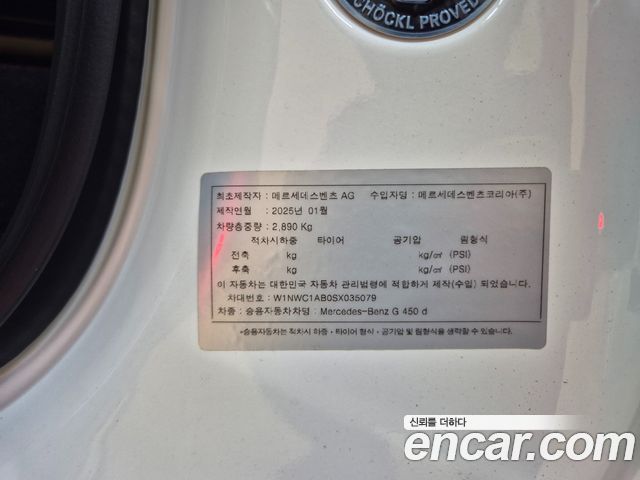 SCHÖCKL PROVED
최초제작자 : 메르세데스벤츠 AG 수입자명 : 메르세데스벤츠코리아(주)
제작연월 : 2025년 01월
차량총중량 : 2,890 Kg
적차시하중 타이어 공기압 림형식
전축 kg kg/㎠ (PSI)
후축 kg kg/㎠ (PSI)
이 자동차는 대한민국 자동차 관리법령에 적합하게 제작(수입) 되었습니다
차대번호 : W1NWC1AB0SX035079
차종 : 승용자동차차명 : Mercedes-Benz G 450 d
*승용자동차는 적차시 하중·타이어 형식·공기압 및 림형식을 생략할 수 있습니다.
신뢰를 더하다
encar.com